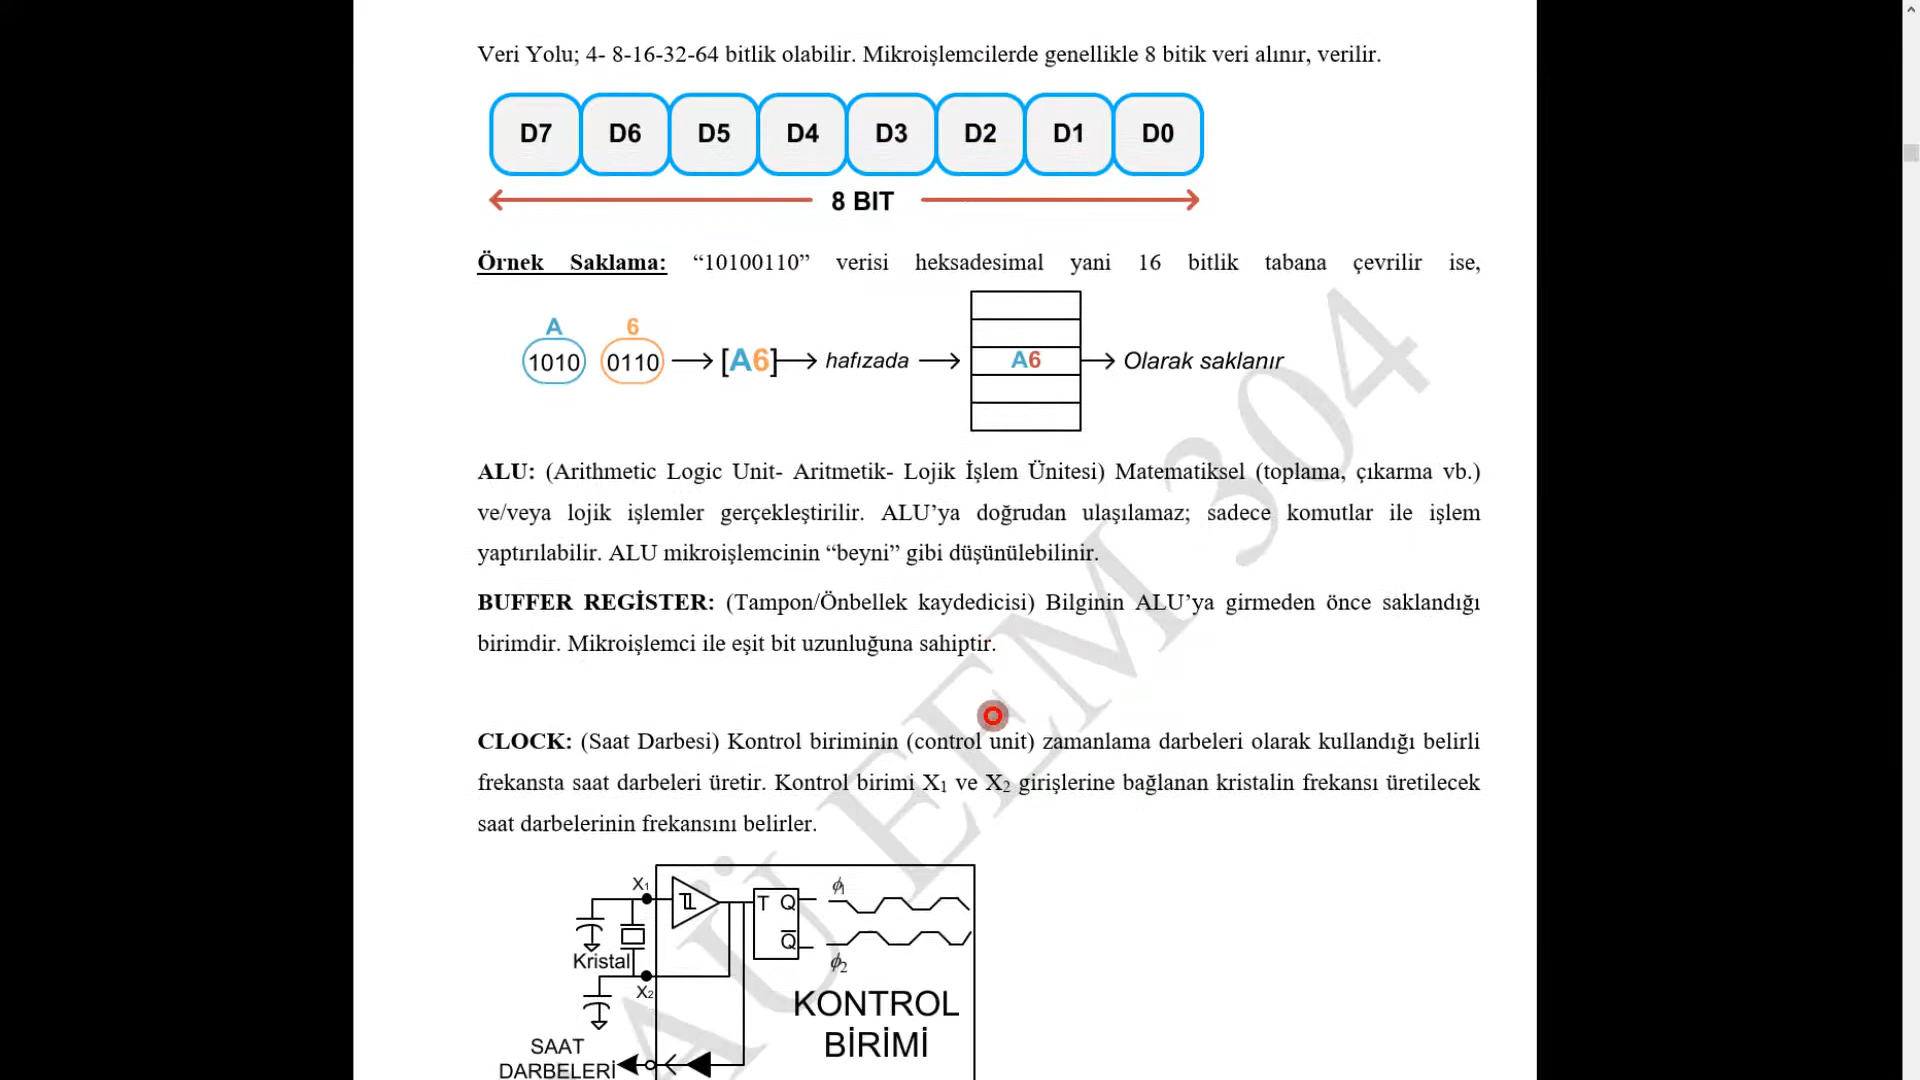 Veri Yolu; 4- 8-16-32-64 bitlik olabilir. Mikroişlemcilerde genellikle 8 bitik veri alınır, verilir.
D7 D6 D5 D4 D3 D2 D1 D0
8 BIT
Örnek Saklama: “10100110” verisi heksadesimal yani 16 bitlik tabana çevrilir ise,
A 6
1010 0110 [A6] hafızada A6 Olarak saklanır
ALU: (Arithmetic Logic Unit- Aritmetik- Lojik İşlem Ünitesi) Matematiksel (toplama, çıkarma vb.)
ve/veya lojik işlemler gerçekleştirilir. ALU’ya doğrudan ulaşılamaz; sadece komutlar ile işlem
yaptırılabilir. ALU mikroişlemcinin “beyni” gibi düşünülebilinir.
BUFFER REGİSTER: (Tampon/Önbellek kaydedicisi) Bilginin ALU’ya girmeden önce saklandığı
birimdir. Mikroişlemci ile eşit bit uzunluğuna sahiptir.
CLOCK: (Saat Darbesi) Kontrol biriminin (control unit) zamanlama darbeleri olarak kullandığı belirli
frekansta saat darbeleri üretir. Kontrol birimi X1 ve X2 girişlerine bağlanan kristalin frekansı üretilecek
saat darbelerinin frekansını belirler.
X1
T Q ϕ1
Q̅
Kristal
ϕ2
X2
KONTROL
BİRİMİ
SAAT
DARBELERİ
AÜ EEM 304